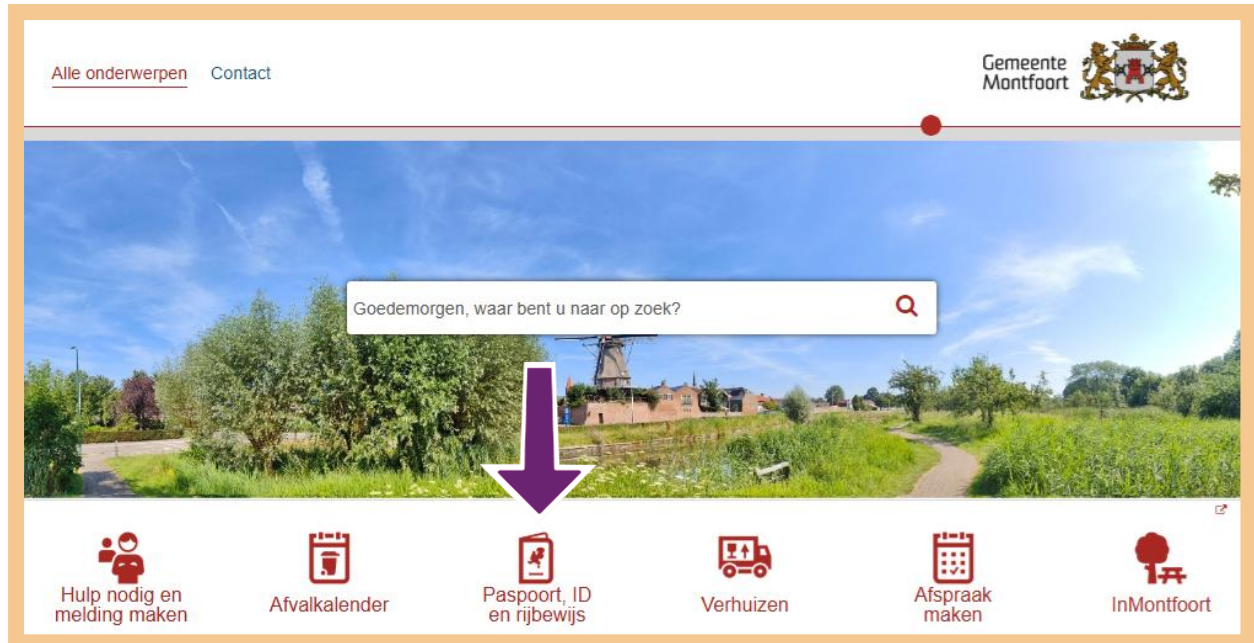 Alle onderwerpen Contact
Gemeente
Montfoort
Goedemorgen, waar bent u naar op zoek?
Hulp nodig en
melding maken
Afvalkalender
Paspoort, ID
en rijbewijs
Verhuizen
Afspraak
maken
InMontfoort